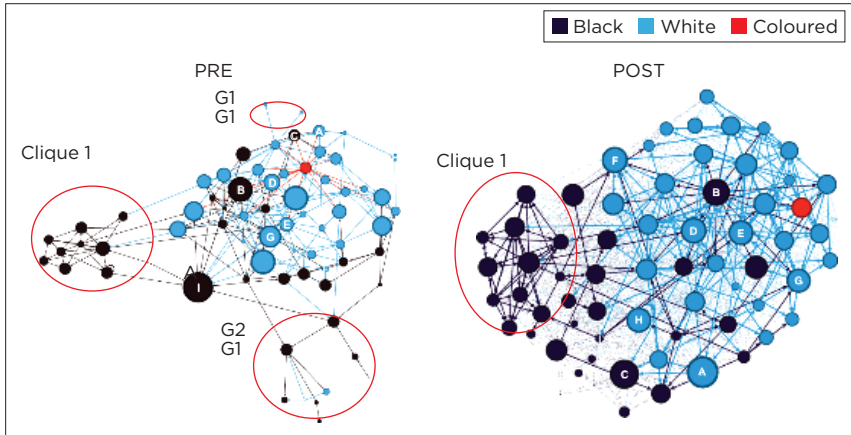 Black White Coloured
PRE
POST
G1
G1
Clique 1
Clique 1
C
A
B
D
E
G
I
G2
G1
F
B
D
E
G
H
C
A